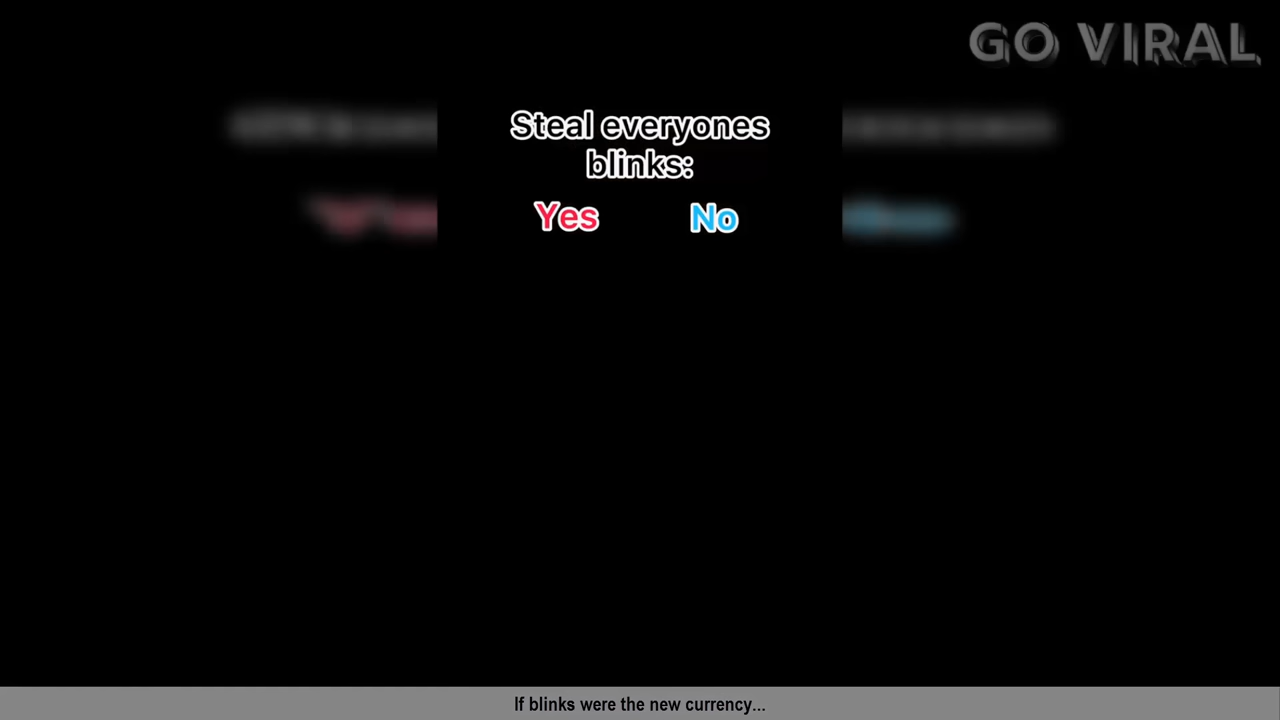 GO VIRAL
Steal everyones
blinks:
Yes No
If blinks were the new currency...